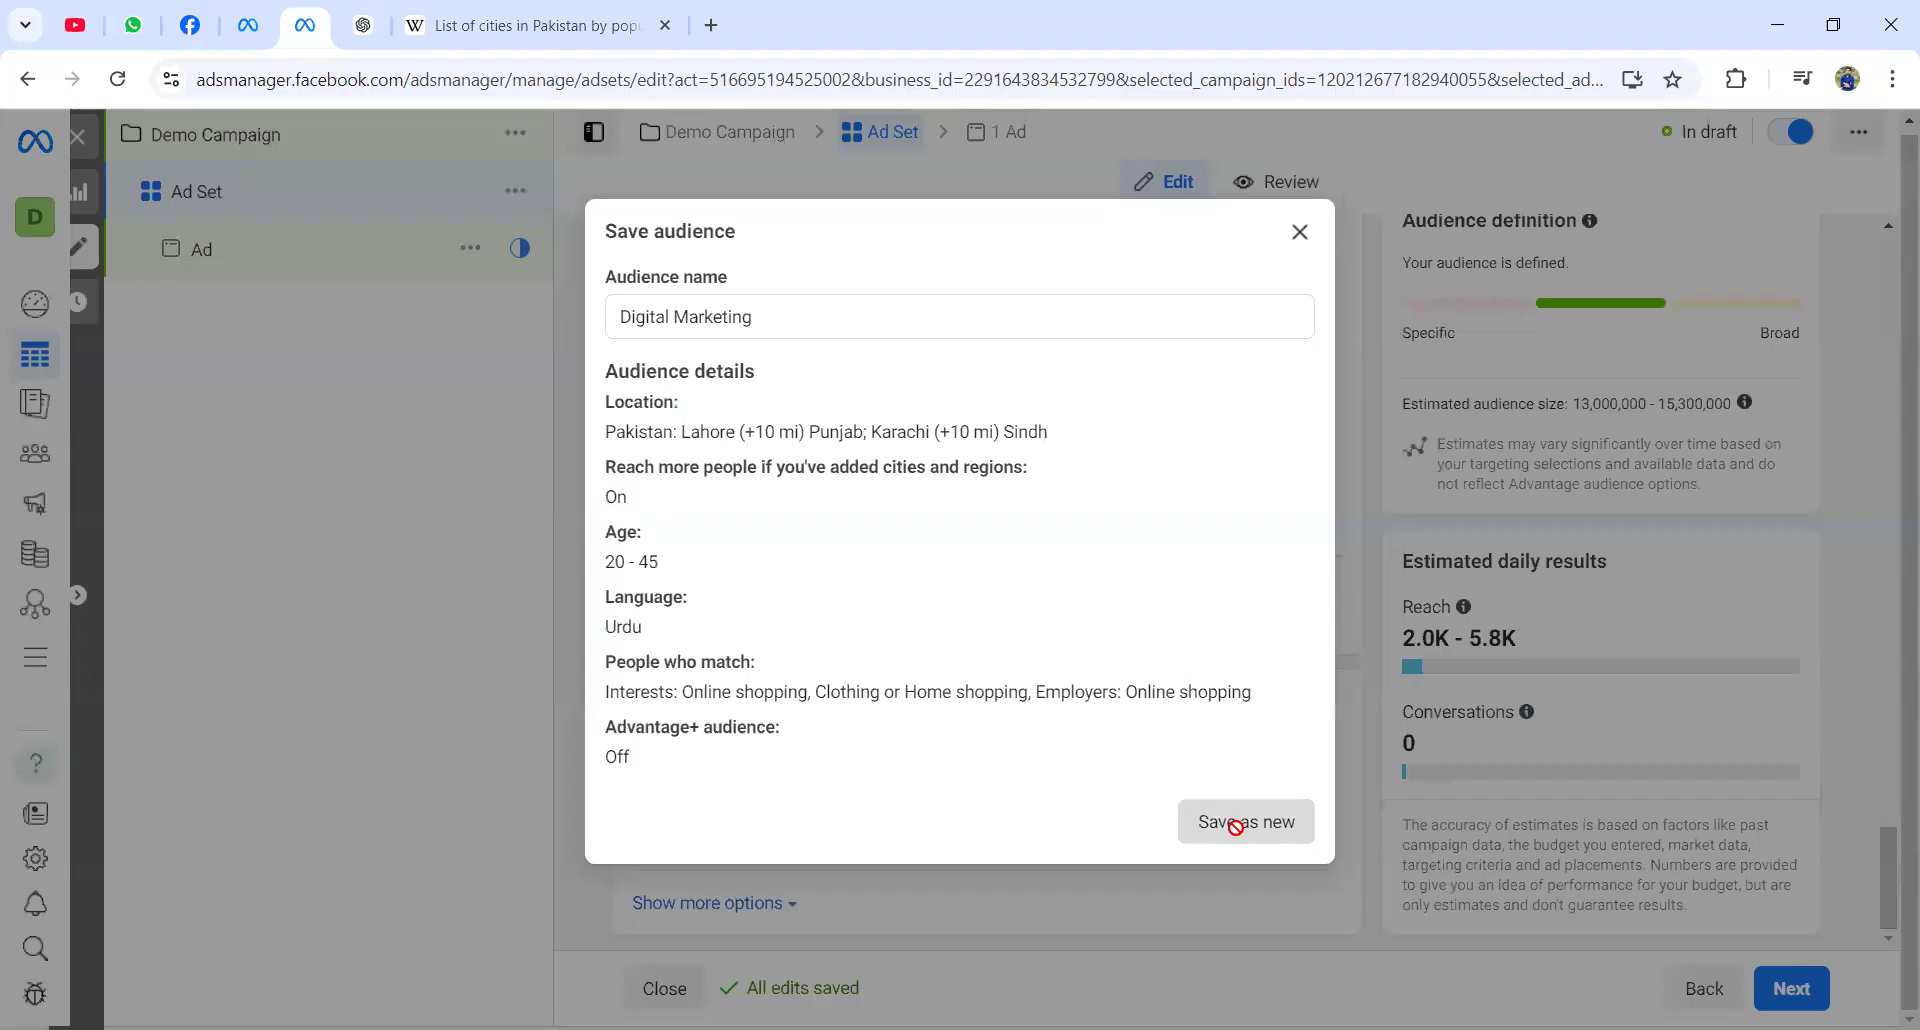 List of cities in Pakistan by pop
adsmanager.facebook.com/adsmanager/manage/adsets/edit?act=516695194525002&business_id=2291643834532799&selected_campaign_ids=120212677182940055&selected_ad...
D
Demo Campaign
Ad Set
Ad
Demo Campaign
Ad Set
1 Ad
In draft
Edit
Review
Save audience
Audience name
Digital Marketing
Audience details
Location:
Pakistan: Lahore (+10 mi) Punjab; Karachi (+10 mi) Sindh
Reach more people if you've added cities and regions:
On
Age:
20 - 45
Language:
Urdu
People who match:
Interests: Online shopping, Clothing or Home shopping, Employers: Online shopping
Advantage+ audience:
Off
Save as new
Show more options
Close
All edits saved
Back
Next
Audience definition
Your audience is defined.
Specific
Broad
Estimated audience size: 13,000,000 - 15,300,000
Estimates may vary significantly over time based on
your targeting selections and available data and do
not reflect Advantage audience options.
Estimated daily results
Reach
2.0K - 5.8K
Conversations
0
The accuracy of estimates is based on factors like past
campaign data, the budget you entered, market data,
targeting criteria and ad placements. Numbers are provided
to give you an idea of performance for your budget, but are
only estimates and don't guarantee results.